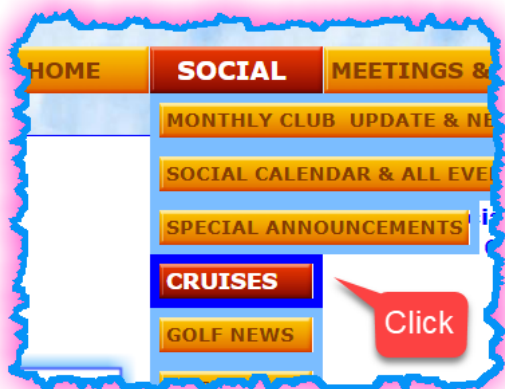 HOME SOCIAL MEETINGS &
MONTHLY CLUB UPDATE & NE
SOCIAL CALENDAR & ALL EVE
SPECIAL ANNOUNCEMENTS
CRUISES
Click
GOLF NEWS